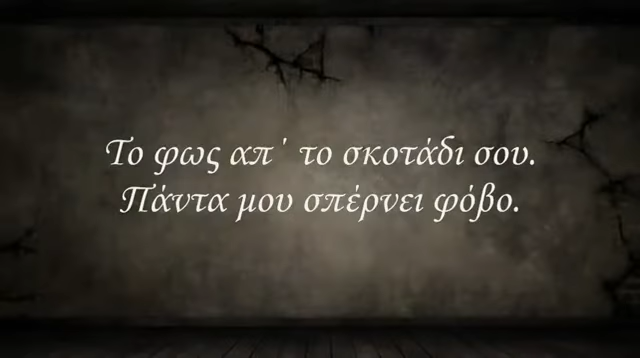 Το φως απ΄ το σκοτάδι σου.
Πάντα μου σπέρνει φόβο.